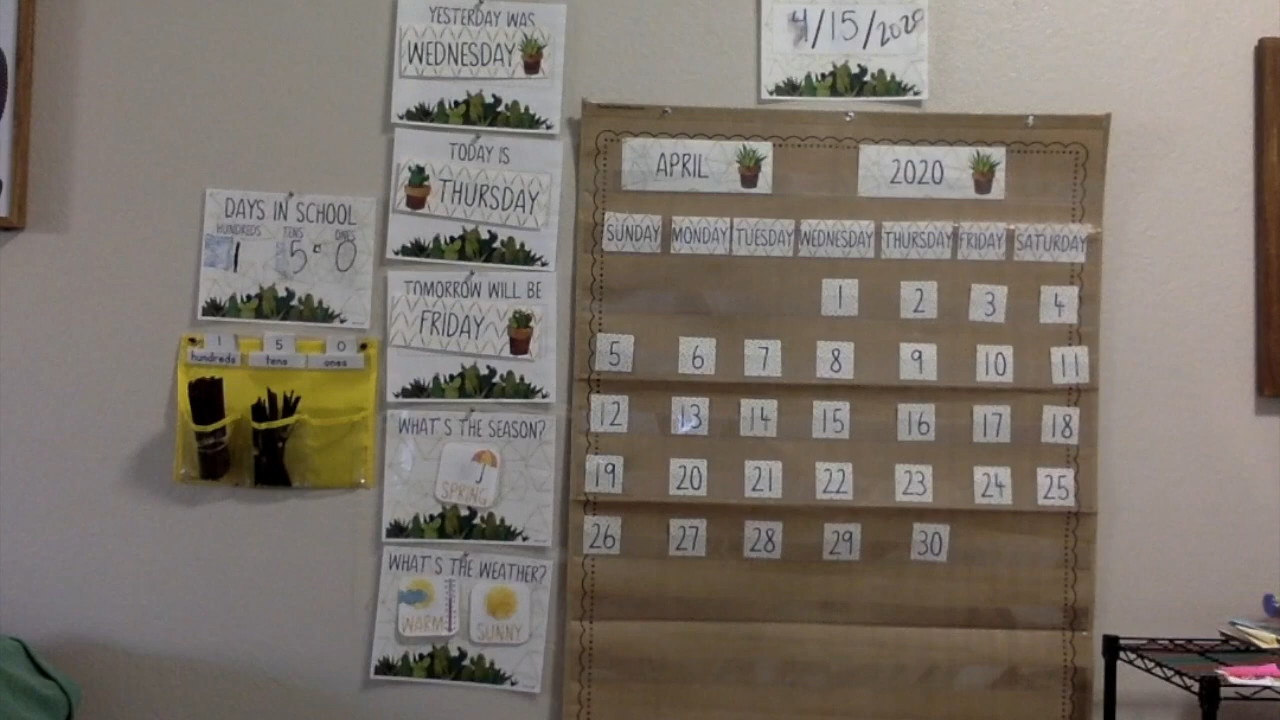 4/15/2020
YESTERDAY WAS
WEDNESDAY
TODAY IS
THURSDAY
TOMORROW WILL BE
FRIDAY
WHAT'S THE SEASON?
SPRING
WHAT'S THE WEATHER?
WARM SUNNY
DAYS IN SCHOOL
HUNDREDS TENS ONES
1 5 0
1 5 0
hundreds tens ones
APRIL 2020
SUNDAY MONDAY TUESDAY WEDNESDAY THURSDAY FRIDAY SATURDAY
1 2 3 4
5 6 7 8 9 10 11
12 13 14 15 16 17 18
19 20 21 22 23 24 25
26 27 28 29 30